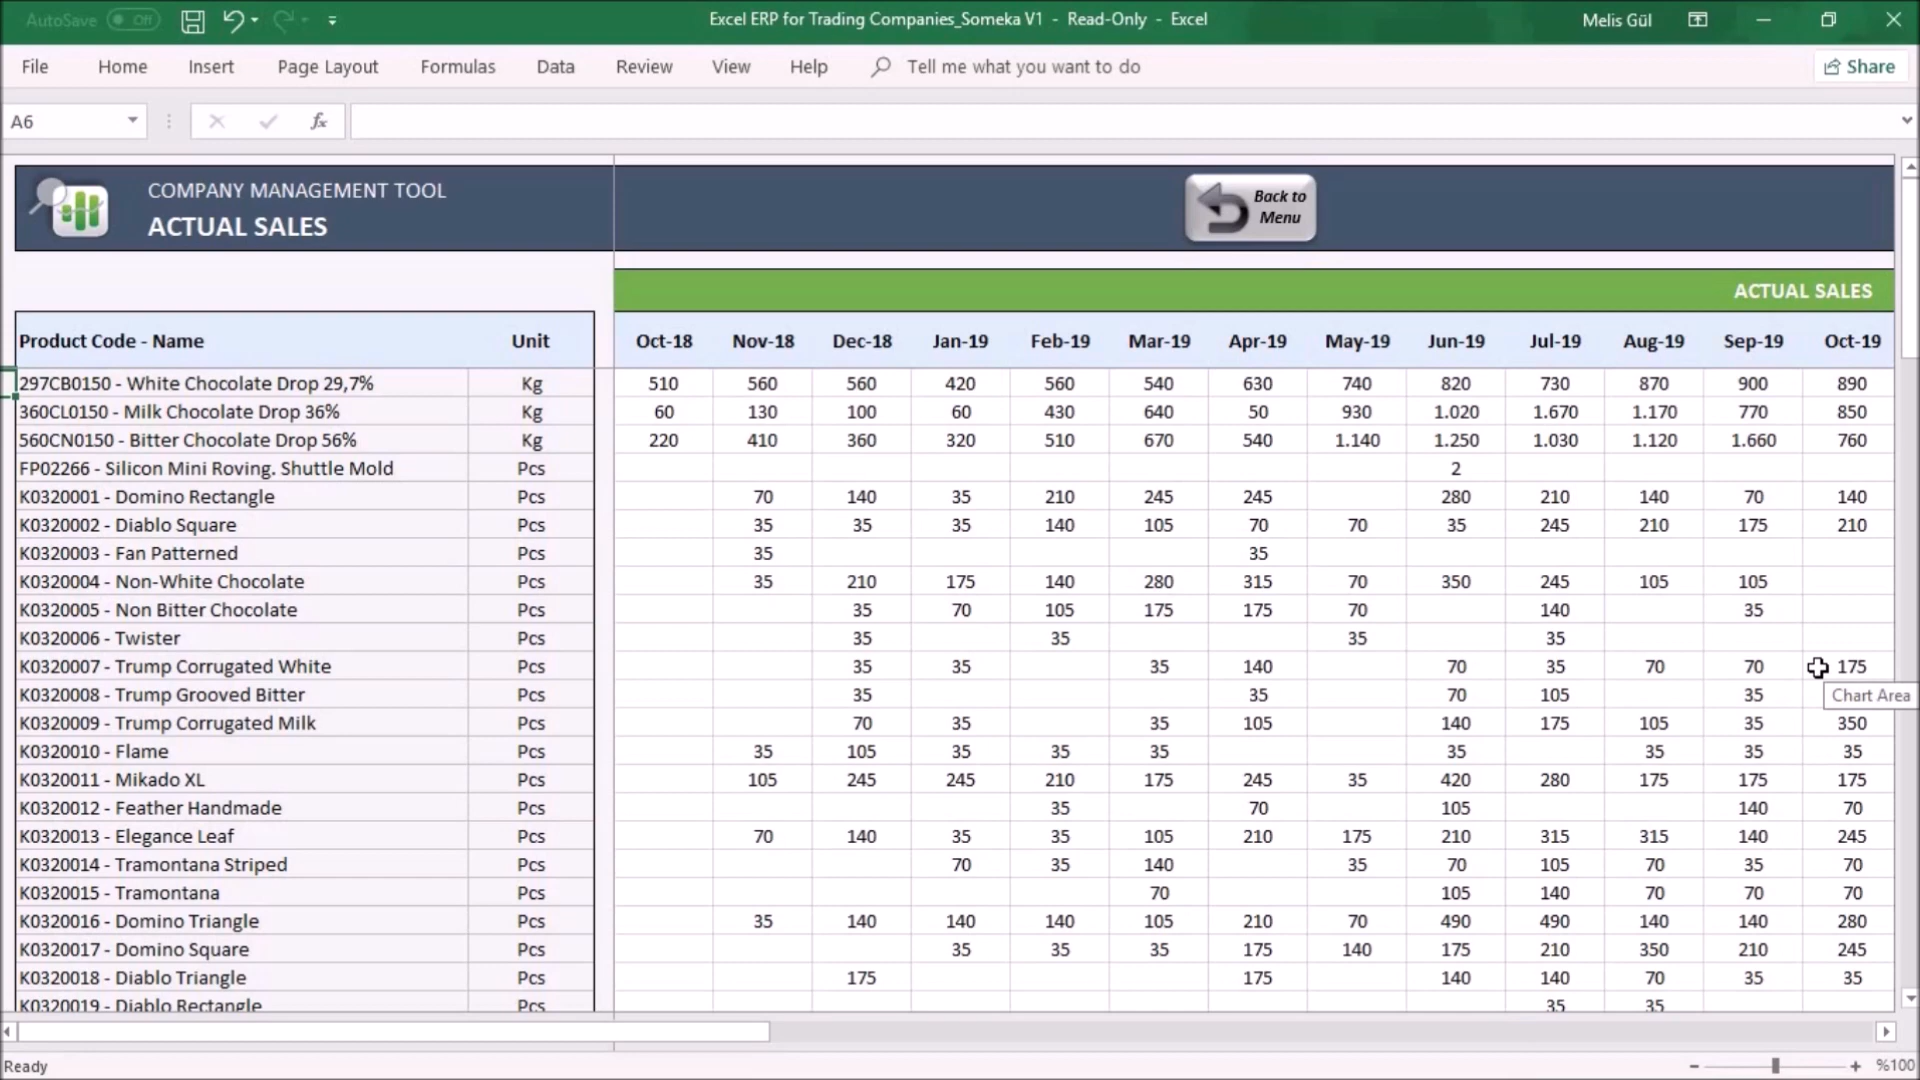 AutoSave Off Excel ERP for Trading Companies_Someka V1 - Read-Only - Excel Melis Gül
File Home Insert Page Layout Formulas Data Review View Help Tell me what you want to do Share
A6 fx
COMPANY MANAGEMENT TOOL
ACTUAL SALES
Back to
Menu
ACTUAL SALES
Product Code - Name Unit Oct-18 Nov-18 Dec-18 Jan-19 Feb-19 Mar-19 Apr-19 May-19 Jun-19 Jul-19 Aug-19 Sep-19 Oct-19
297CB0150 - White Chocolate Drop 29,7% Kg 510 560 560 420 560 540 630 740 820 730 870 900 890
360CL0150 - Milk Chocolate Drop 36% Kg 60 130 100 60 430 640 50 930 1.020 1.670 1.170 770 850
560CN0150 - Bitter Chocolate Drop 56% Kg 220 410 360 320 510 670 540 1.140 1.250 1.030 1.120 1.660 760
FP02266 - Silicon Mini Roving. Shuttle Mold Pcs 2
K0320001 - Domino Rectangle Pcs 70 140 35 210 245 245 280 210 140 70 140
K0320002 - Diablo Square Pcs 35 35 35 140 105 70 70 35 245 210 175 210
K0320003 - Fan Patterned Pcs 35 35
K0320004 - Non-White Chocolate Pcs 35 210 175 140 280 315 70 350 245 105 105
K0320005 - Non Bitter Chocolate Pcs 35 70 105 175 175 70 140 35
K0320006 - Twister Pcs 35 35 35 35
K0320007 - Trump Corrugated White Pcs 35 35 35 140 70 35 70 70 175
K0320008 - Trump Grooved Bitter Pcs 35 35 70 105 35 Chart Area
K0320009 - Trump Corrugated Milk Pcs 70 35 35 105 140 175 105 35 350
K0320010 - Flame Pcs 35 105 35 35 35 35 35 35 35
K0320011 - Mikado XL Pcs 105 245 245 210 175 245 35 420 280 175 175 175
K0320012 - Feather Handmade Pcs 35 70 105 140 70
K0320013 - Elegance Leaf Pcs 70 140 35 35 105 210 175 210 315 315 140 245
K0320014 - Tramontana Striped Pcs 70 35 140 35 70 105 70 35 70
K0320015 - Tramontana Pcs 70 105 140 70 70 70
K0320016 - Domino Triangle Pcs 35 140 140 140 105 210 70 490 490 140 140 280
K0320017 - Domino Square Pcs 35 35 35 175 140 175 210 350 210 245
K0320018 - Diablo Triangle Pcs 175 175 140 140 70 35 35
K0320019 - Diablo Rectangle Pcs 35 35
Ready %100